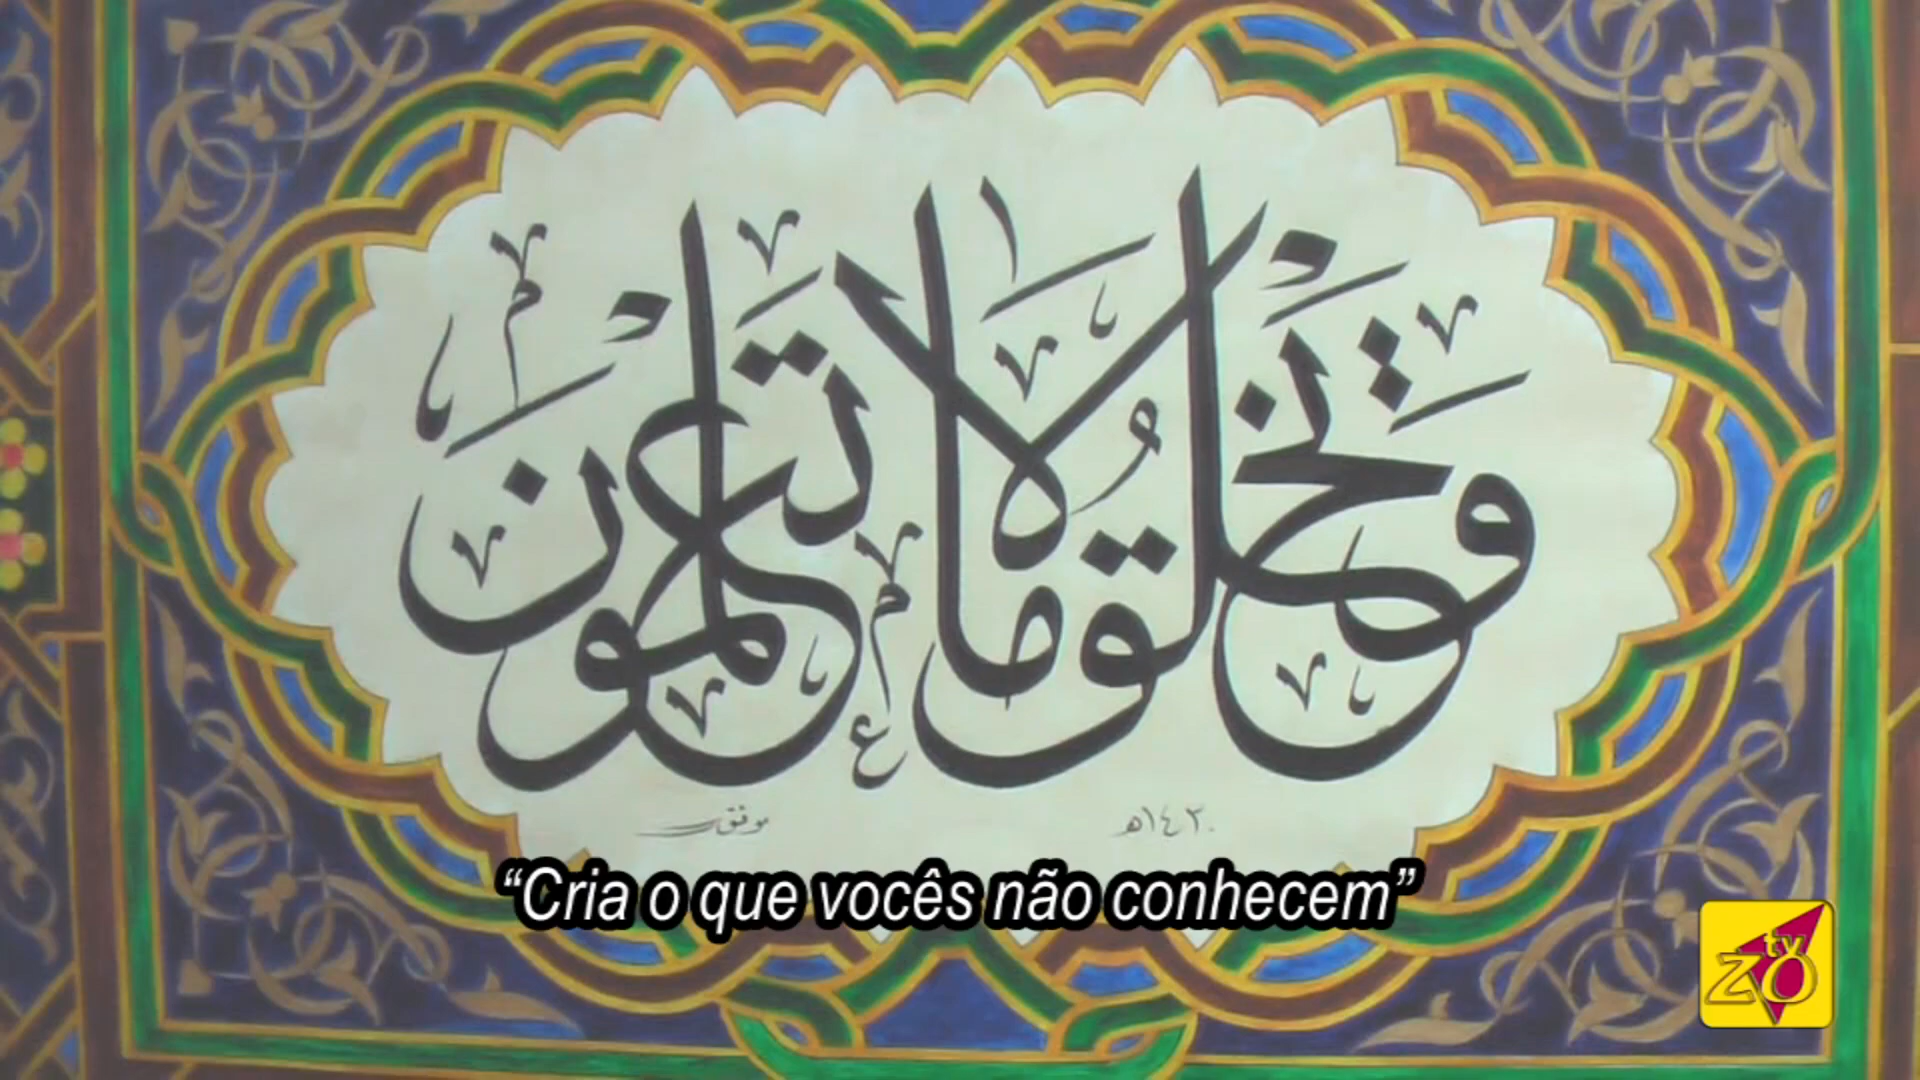 وَيَخْلُقُ مَا لَا تَعْلَمُونَ
١٤٢٠هـ موفق
“Cria o que vocês não conhecem”
tv
ZO